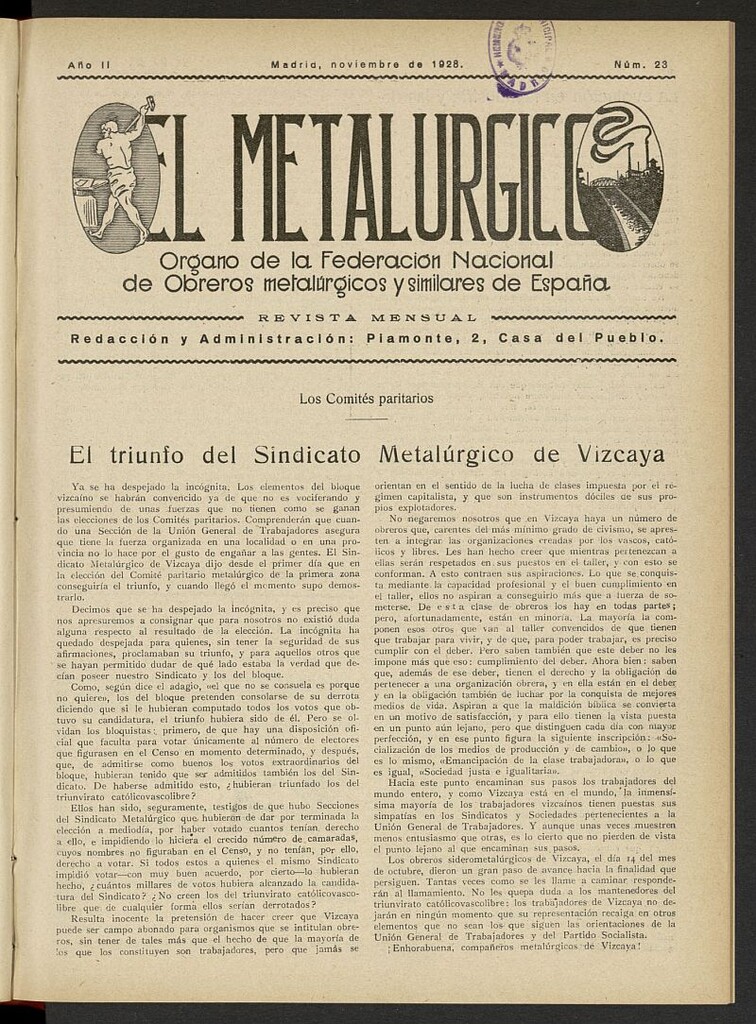 Año II
Madrid, noviembre de 1928.
Núm. 23
EL METALURGICO
Organo de la Federación Nacional
de Obreros metalúrgicos y similares de España
REVISTA MENSUAL
Redacción y Administración: Piamonte, 2, Casa del Pueblo.
Los Comités paritarios
El triunfo del Sindicato Metalúrgico de Vizcaya
Ya se ha despejado la incógnita. Los elementos del bloque
vizcaíno se habrán convencido ya de que no es vociferando y
presumiendo de unas fuerzas que no tienen como se ganan
las elecciones de los Comités paritarios. Comprenderán que cuan-
do una Sección de la Unión General de Trabajadores asegura
que tiene la fuerza organizada en una localidad o en una pro-
vincia no lo hace por el gusto de engañar a las gentes. El Sin-
dicato Metalúrgico de Vizcaya dijo desde el primer día que en
la elección del Comité paritario metalúrgico de la primera zona
conseguiría el triunfo, y cuando llegó el momento supo demos-
trarlo.
Decimos que se ha despejado la incógnita, y es preciso que
nos apresuremos a consignar que para nosotros no existió duda
alguna respecto al resultado de la elección. La incógnita ha
quedado despejada para quienes, sin tener la seguridad de sus
afirmaciones, proclamaban su triunfo, y para aquellos otros que
se hayan permitido dudar de qué lado estaba la verdad que de-
cían poseer nuestro Sindicato y los del bloque.
Como, según dice el adagio, «el que no se consuela es porque
no quiere», los del bloque pretenden consolarse de su derrota
diciendo que si le hubieran computado todos los votos que ob-
tuvo su candidatura, el triunfo hubiera sido de él. Pero se ol-
vidan los bloquistas: primero, de que hay una disposición ofi-
cial que faculta para votar únicamente al número de electores
que figurasen en el Censo en momento determinado, y después,
que, de admitirse como buenos los votos extraordinarios del
bloque, hubieran tenido que ser admitidos también los del Sin-
dicato. De haberse admitido esto, ¿hubieran triunfado los del
triunvirato católicovascolibre?
Ellos han sido, seguramente, testigos de que hubo Secciones
del Sindicato Metalúrgico que hubieron de dar por terminada la
elección a mediodía, por haber votado cuantos tenían derecho
a ello, e impidiendo lo hiciera el crecido número de camaradas,
cuyos nombres no figuraban en el Censo, y no tenían, por ello,
derecho a votar. Si todos estos a quienes el mismo Sindicato
impidió votar—con muy buen acuerdo, por cierto—lo hubieran
hecho, ¿cuántos millares de votos hubiera alcanzado la candida-
tura del Sindicato? ¿No creen los del triunvirato católicovasco-
libre que de cualquier forma ellos serían derrotados?
Resulta inocente la pretensión de hacer creer que Vizcaya
puede ser campo abonado para organismos que se intitulan obre-
ros, sin tener de tales más que el hecho de que la mayoría de
los que los constituyen son trabajadores, pero que jamás se
orientan en el sentido de la lucha de clases impuesta por el ré-
gimen capitalista, y que son instrumentos dóciles de sus pro-
pios explotadores.
No negaremos nosotros que en Vizcaya haya un número de
obreros que, carentes del más mínimo grado de civismo, se apres-
ten a integrar las organizaciones creadas por los vascos, cató-
licos y libres. Les han hecho creer que mientras pertenezcan a
ellas serán respetados en sus puestos en el taller, y con esto se
conforman. A esto contraen sus aspiraciones. Lo que se conquis-
ta mediante la capacidad profesional y el buen cumplimiento en
el taller, ellos no aspiran a conseguirlo más que a fuerza de so-
meterse. De esta clase de obreros los hay en todas partes;
pero, afortunadamente, están en minoría. La mayoría la com-
ponen esos otros que van al taller convencidos de que tienen
que trabajar para vivir, y de que, para poder trabajar, es preciso
cumplir con el deber. Pero saben también que este deber no les
impone más que eso: cumplimiento del deber. Ahora bien: saben
que, además de ese deber, tienen el derecho y la obligación de
pertenecer a una organización obrera, y en ella están en el deber
y en la obligación también de luchar por la conquista de mejores
medios de vida. Aspiran a que la maldición bíblica se convierta
en un motivo de satisfacción, y para ello tienen la vista puesta
en un punto aún lejano, pero que distinguen cada día con mayor
perfección, y en ese punto figura la siguiente inscripción: «So-
cialización de los medios de producción y de cambio», o lo que
es lo mismo, «Emancipación de la clase trabajadora», o lo que
es igual, «Sociedad justa e igualitaria».
Hacia este punto encaminan sus pasos los trabajadores del
mundo entero, y como Vizcaya está en el mundo, la inmensí-
sima mayoría de los trabajadores vizcaínos tienen puestas sus
simpatías en los Sindicatos y Sociedades pertenecientes a la
Unión General de Trabajadores. Y aunque unas veces muestren
menos entusiasmo que otras, es lo cierto que no pierden de vista
el punto lejano al que encaminan sus pasos.
Los obreros siderometalúrgicos de Vizcaya, el día 14 del mes
de octubre, dieron un gran paso de avance hacia la finalidad que
persiguen. Tantas veces como se les llame a caminar responde-
rán al llamamiento. No les quepa duda a los mantenedores del
triunvirato católicovascolibre: los trabajadores de Vizcaya no de-
jarán en ningún momento que su representación recaiga en otros
elementos que no sean los que siguen las orientaciones de la
Unión General de Trabajadores y del Partido Socialista.
¡Enhorabuena, compañeros metalúrgicos de Vizcaya!